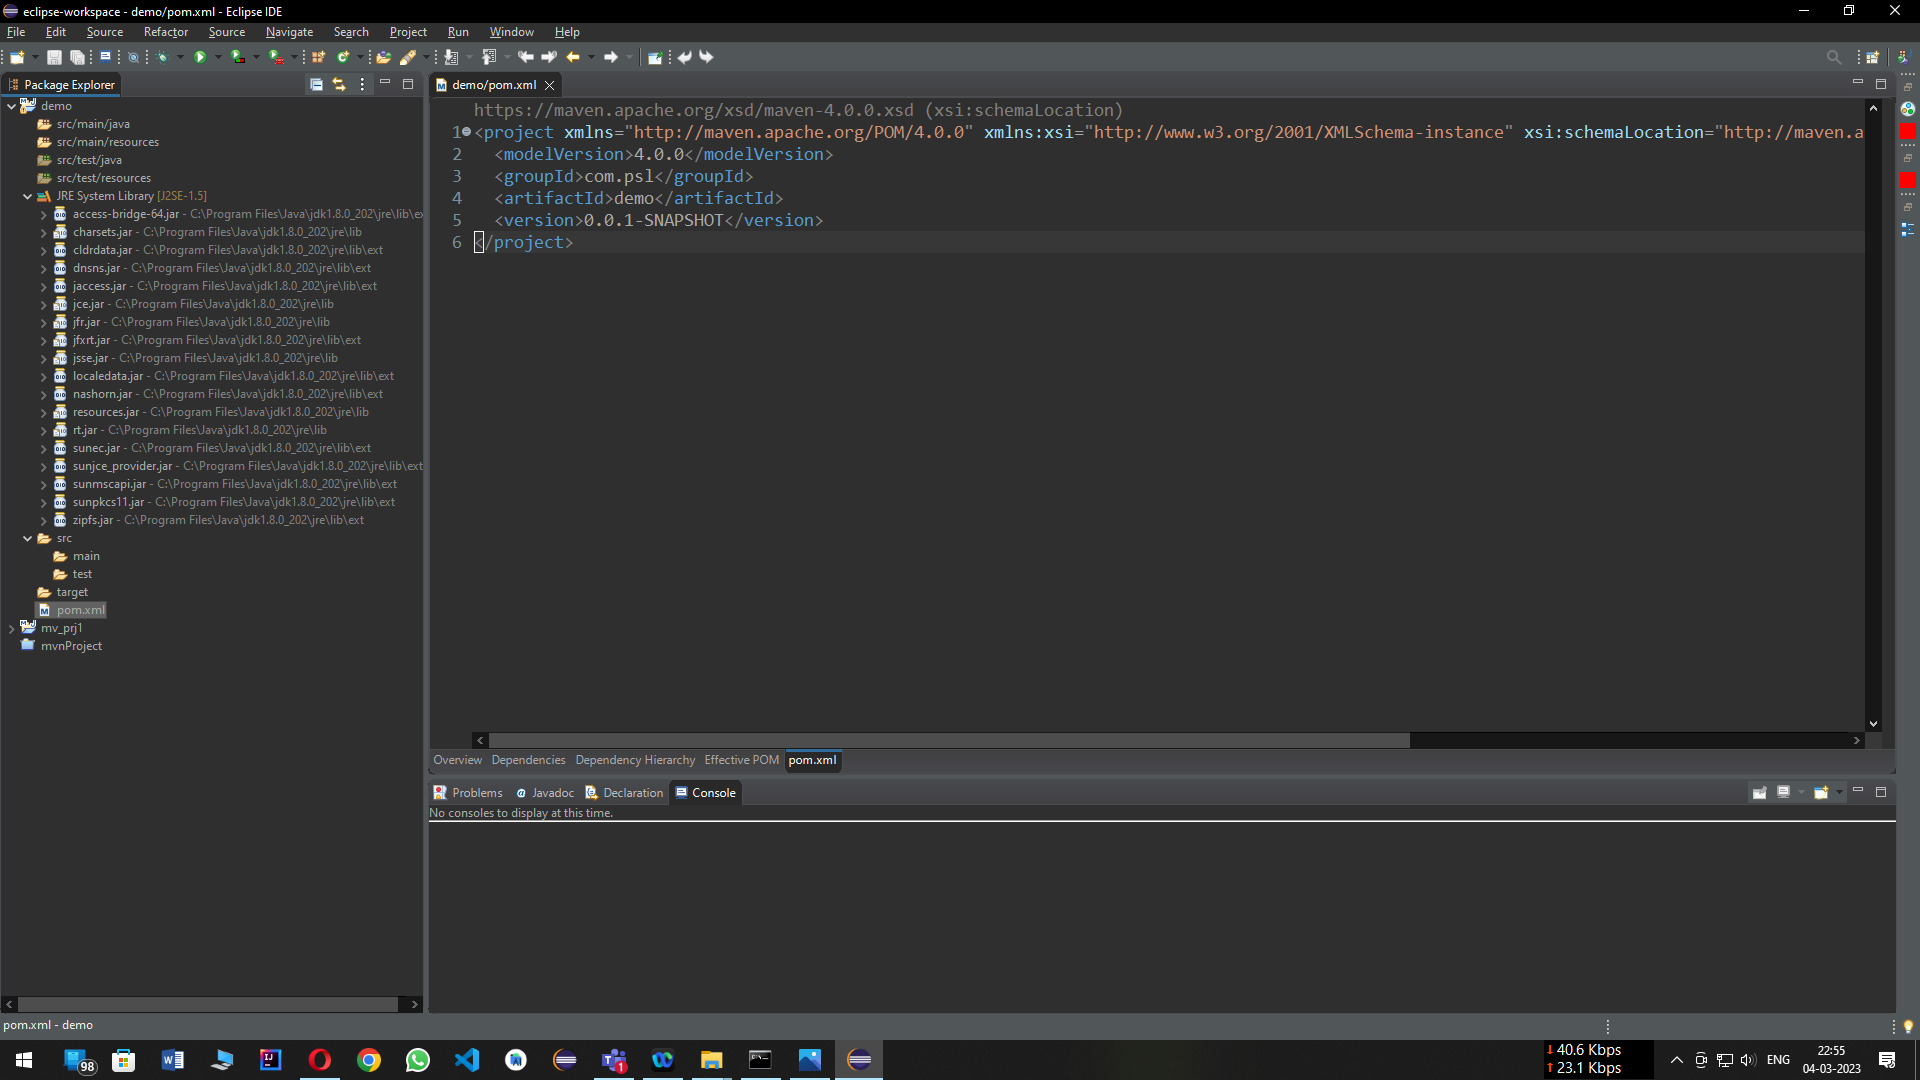 eclipse-workspace - demo/pom.xml - Eclipse IDE
File Edit Source Refactor Source Navigate Search Project Run Window Help
Package Explorer
demo
src/main/java
src/main/resources
src/test/java
src/test/resources
JRE System Library [J2SE-1.5]
access-bridge-64.jar - C:\Program Files\Java\jdk1.8.0_202\jre\lib\ex
charsets.jar - C:\Program Files\Java\jdk1.8.0_202\jre\lib
cldrdata.jar - C:\Program Files\Java\jdk1.8.0_202\jre\lib\ext
dnsns.jar - C:\Program Files\Java\jdk1.8.0_202\jre\lib\ext
jaccess.jar - C:\Program Files\Java\jdk1.8.0_202\jre\lib\ext
jce.jar - C:\Program Files\Java\jdk1.8.0_202\jre\lib
jfr.jar - C:\Program Files\Java\jdk1.8.0_202\jre\lib
jfxrt.jar - C:\Program Files\Java\jdk1.8.0_202\jre\lib\ext
jsse.jar - C:\Program Files\Java\jdk1.8.0_202\jre\lib
localedata.jar - C:\Program Files\Java\jdk1.8.0_202\jre\lib\ext
nashorn.jar - C:\Program Files\Java\jdk1.8.0_202\jre\lib\ext
resources.jar - C:\Program Files\Java\jdk1.8.0_202\jre\lib
rt.jar - C:\Program Files\Java\jdk1.8.0_202\jre\lib
sunec.jar - C:\Program Files\Java\jdk1.8.0_202\jre\lib\ext
sunjce_provider.jar - C:\Program Files\Java\jdk1.8.0_202\jre\lib\ext
sunmscapi.jar - C:\Program Files\Java\jdk1.8.0_202\jre\lib\ext
sunpkcs11.jar - C:\Program Files\Java\jdk1.8.0_202\jre\lib\ext
zipfs.jar - C:\Program Files\Java\jdk1.8.0_202\jre\lib\ext
src
main
test
target
pom.xml
mv_prj1
mvnProject
demo/pom.xml
https://maven.apache.org/xsd/maven-4.0.0.xsd (xsi:schemaLocation)
1 <project xmlns="http://maven.apache.org/POM/4.0.0" xmlns:xsi="http://www.w3.org/2001/XMLSchema-instance" xsi:schemaLocation="http://maven.a
2 <modelVersion>4.0.0</modelVersion>
3 <groupId>com.psl</groupId>
4 <artifactId>demo</artifactId>
5 <version>0.0.1-SNAPSHOT</version>
6 </project>
Overview Dependencies Dependency Hierarchy Effective POM pom.xml
Problems Javadoc Declaration Console
No consoles to display at this time.
pom.xml - demo
98
1
40.6 Kbps
23.1 Kbps
ENG
22:55
04-03-2023